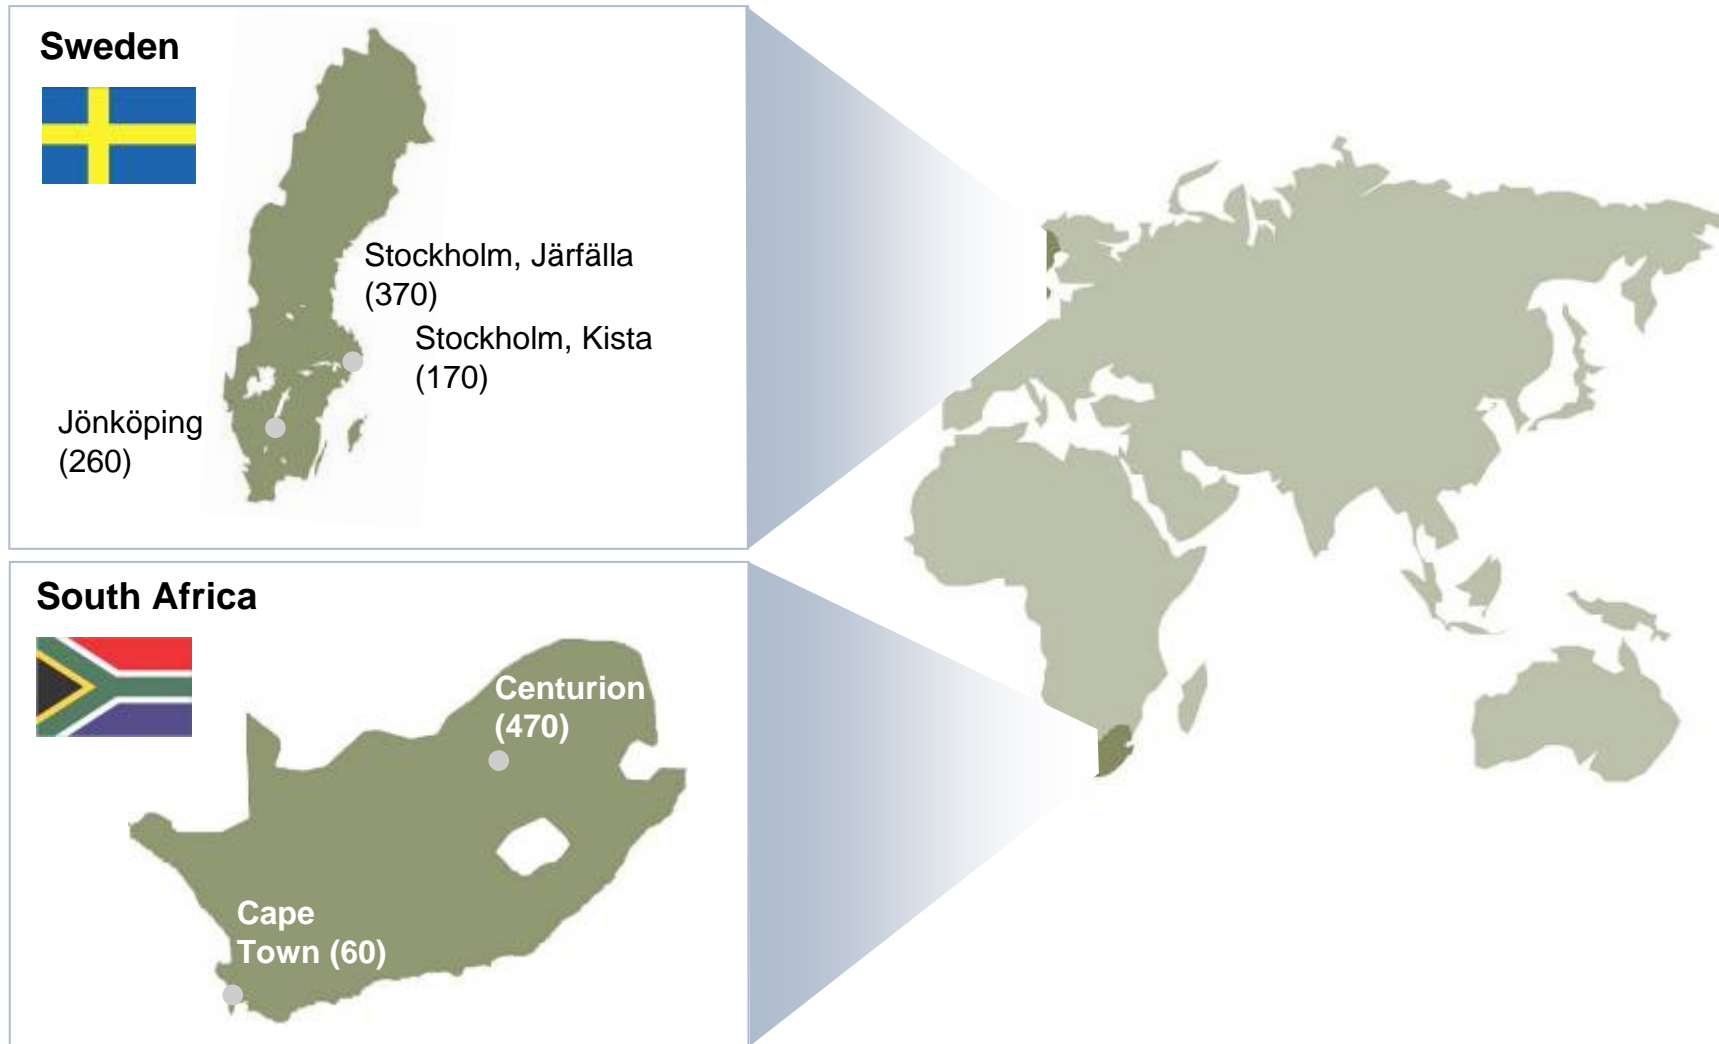 Sweden
Stockholm, Järfälla
(370)
Stockholm, Kista
(170)
Jönköping
(260)
South Africa
Centurion
(470)
Cape
Town (60)